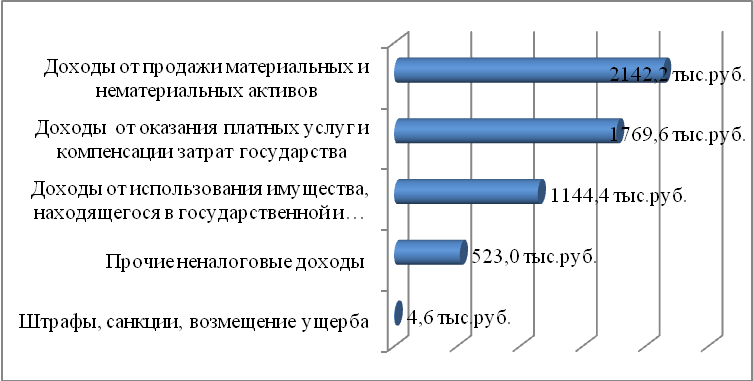 Доходы от продажи материальных и
нематериальных активов
2142,2 тыс.руб.
Доходы от оказания платных услуг и
компенсации затрат государства
1769,6 тыс.руб.
Доходы от использования имущества,
находящегося в государственной и…
1144,4 тыс.руб.
Прочие неналоговые доходы
523,0 тыс.руб.
Штрафы, санкции, возмещение ущерба
4,6 тыс.руб.